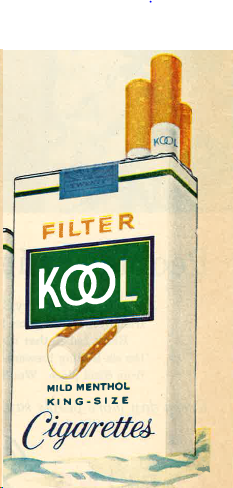 KOOL
FILTER
KOOL
MILD MENTHOL
KING-SIZE
Cigarettes